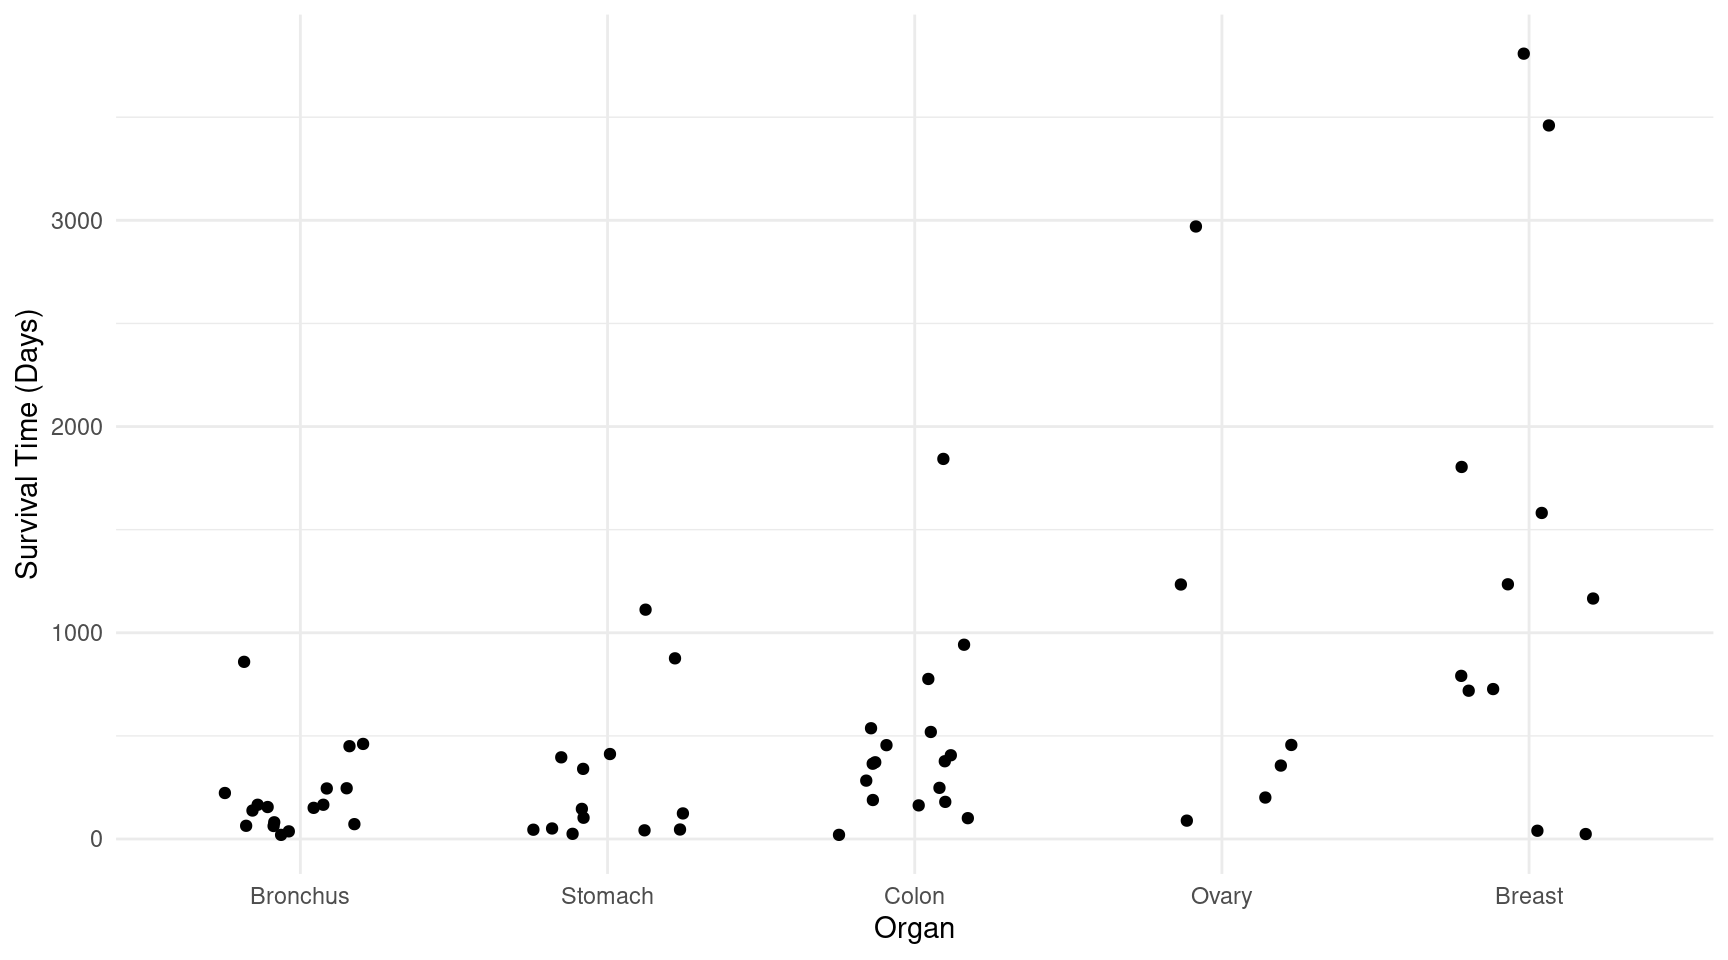 Survival Time (Days)
3000
2000
1000
0
Bronchus
Stomach
Colon
Ovary
Breast
Organ